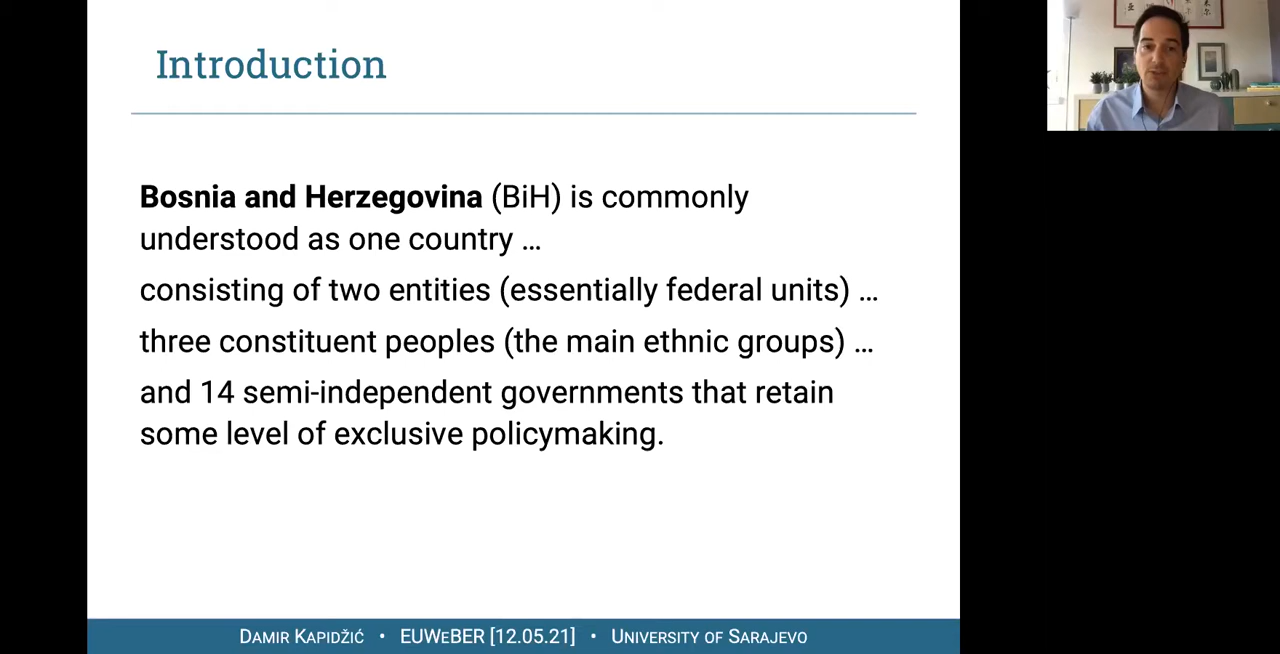 Introduction
Bosnia and Herzegovina (BiH) is commonly
understood as one country …
consisting of two entities (essentially federal units) …
three constituent peoples (the main ethnic groups) …
and 14 semi-independent governments that retain
some level of exclusive policymaking.
DAMIR KAPIDŽIĆ • EUWEBER [12.05.21] • UNIVERSITY OF SARAJEVO